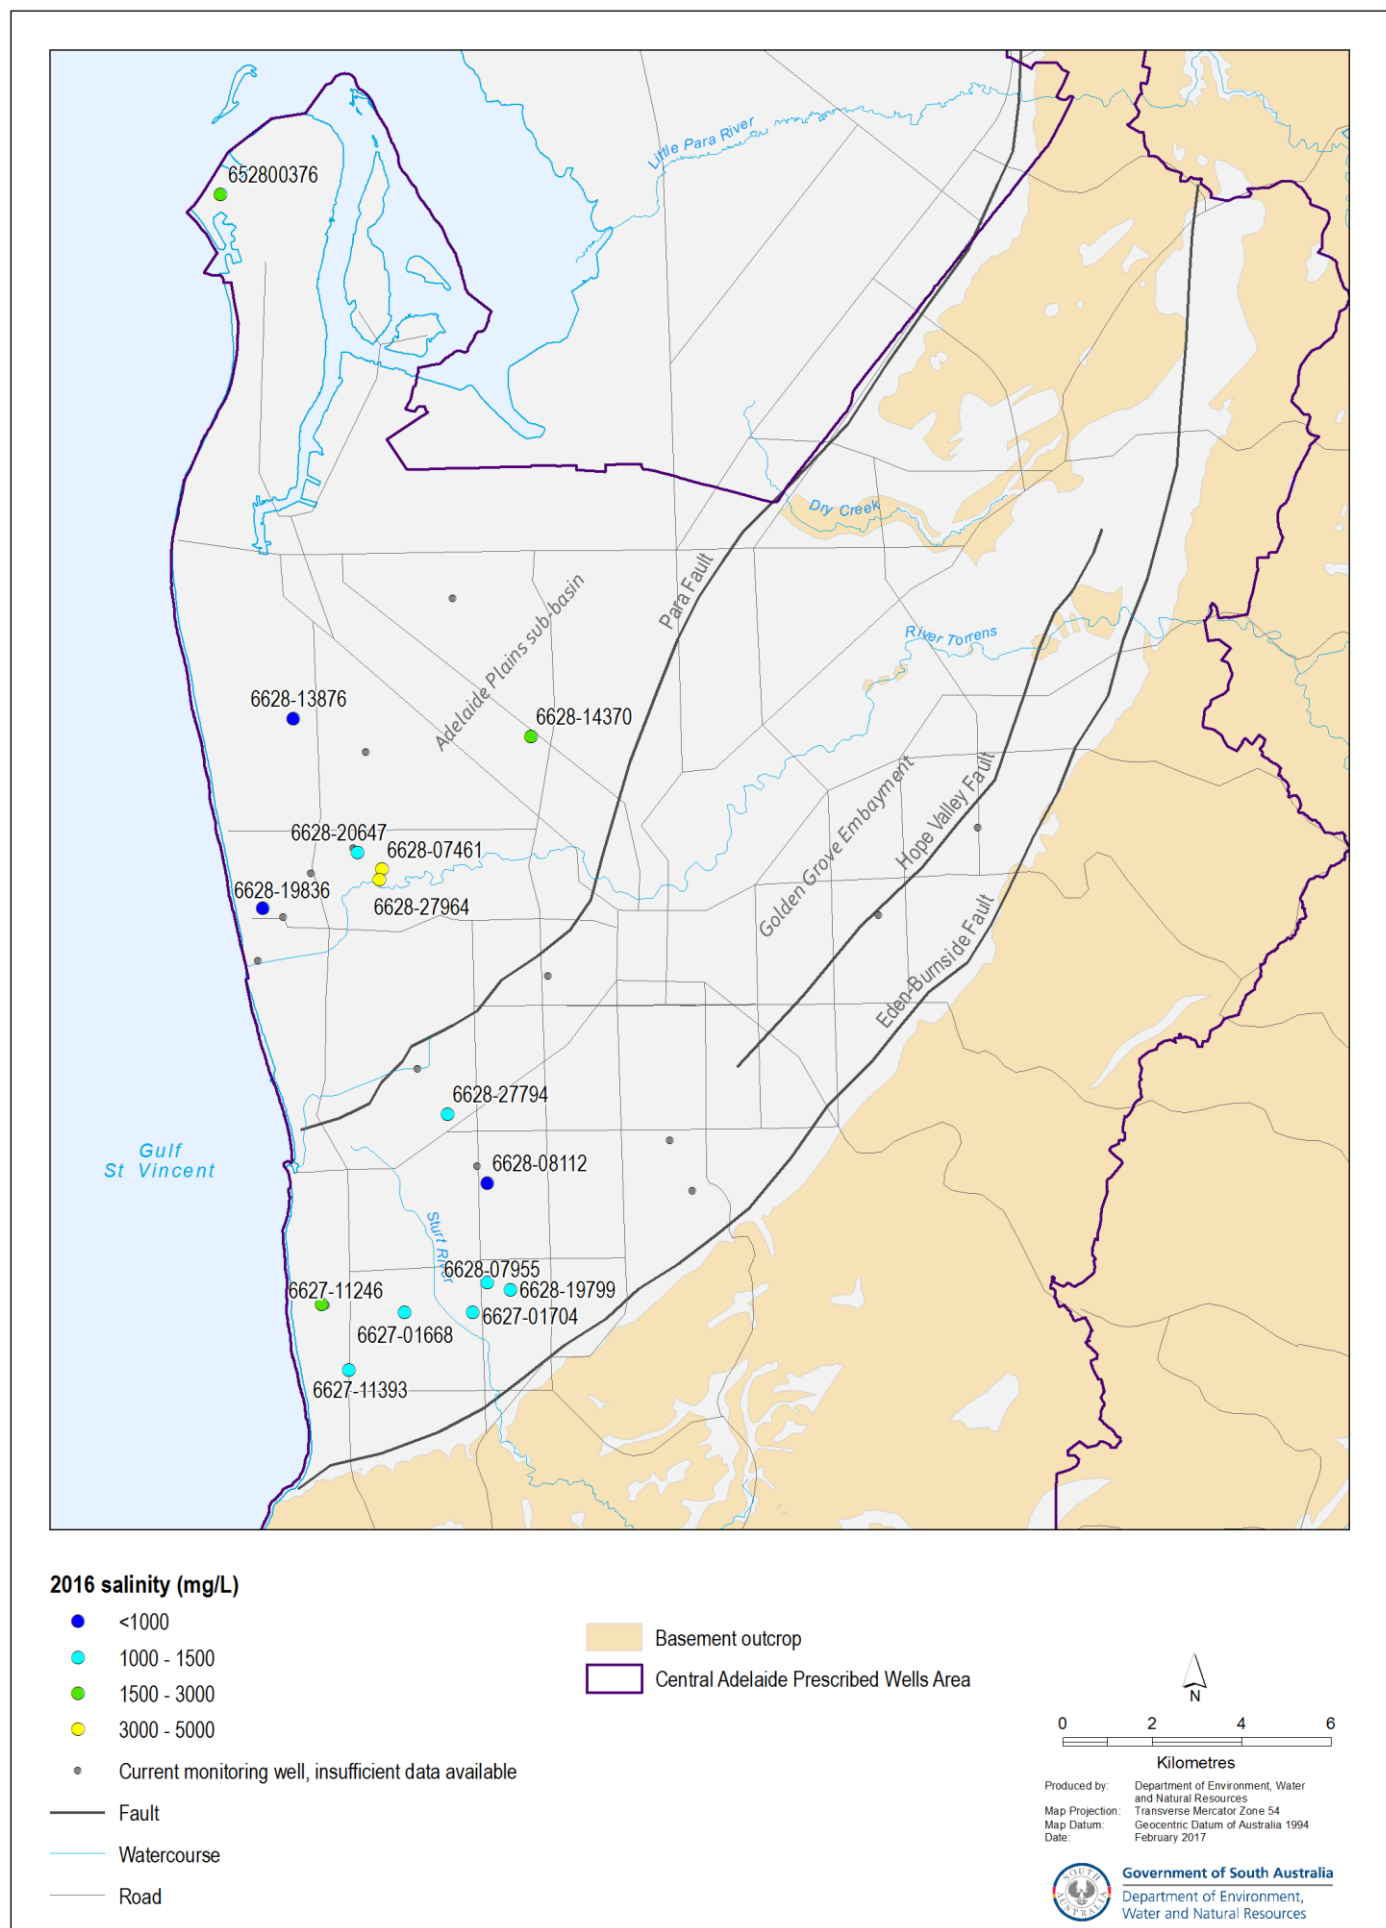 652800376
Little Para River
Dry Creek
Para Fault
Adelaide Plains sub-basin
River Torrens
6628-13876
6628-14370
Golden Grove Embayment
Hope Valley Fault
6628-20647
6628-07461
6628-19836
6628-27964
Eden-Burnside Fault
6628-27794
Gulf
St Vincent
6628-08112
Sturt River
6628-07955
6627-11246
6628-19799
6627-01704
6627-01668
6627-11393
2016 salinity (mg/L)
<1000
1000 - 1500
1500 - 3000
3000 - 5000
Current monitoring well, insufficient data available
Fault
Watercourse
Road
Basement outcrop
Central Adelaide Prescribed Wells Area
N
0 2 4 6
Kilometres
Produced by: Department of Environment, Water
and Natural Resources
Map Projection: Transverse Mercator Zone 54
Map Datum: Geocentric Datum of Australia 1994
Date: February 2017
SOUTH AUSTRALIA
Government of South Australia
Department of Environment,
Water and Natural Resources